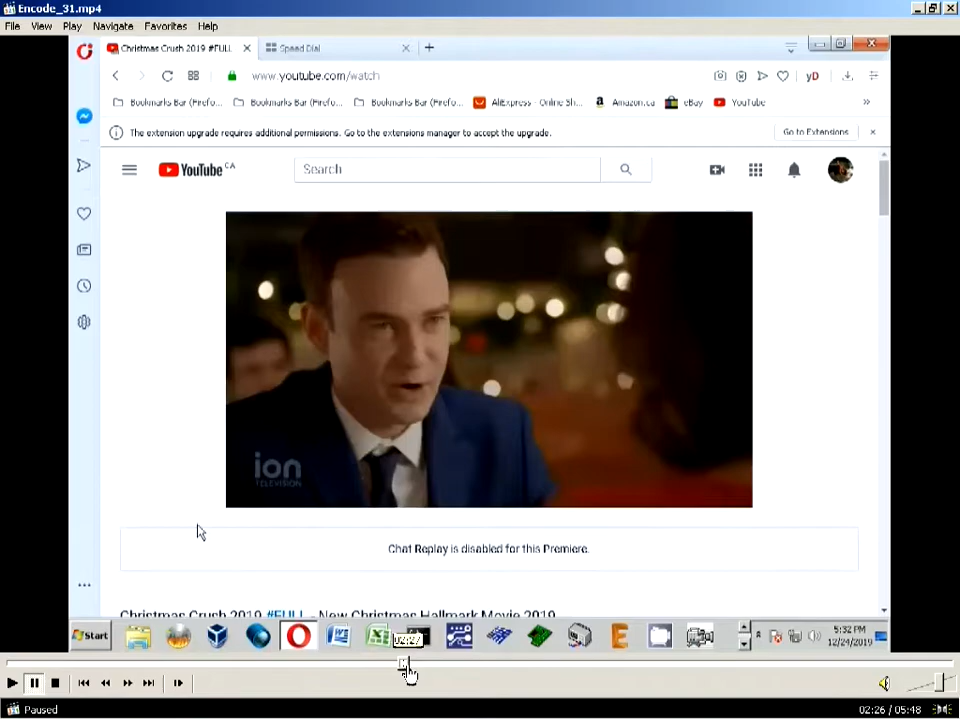 Encode_31.mp4
File View Play Navigate Favorites Help
Christmas Crush 2019 #FULL
Speed Dial
www.youtube.com/watch
yD
Bookmarks Bar (Firefo...
Bookmarks Bar (Firefo...
Bookmarks Bar (Firefo...
AliExpress - Online Sh...
Amazon.ca
eBay
YouTube
The extension upgrade requires additional permissions. Go to the extensions manager to accept the upgrade.
Go to Extensions
YouTube CA
Search
ion
TELEVISION
Chat Replay is disabled for this Premiere.
Christmas Crush 2019 #FULL - New Christmas Hallmark Movie 2019
Start
02:27
5:32 PM
12/24/2019
Paused
02:26 / 05:48